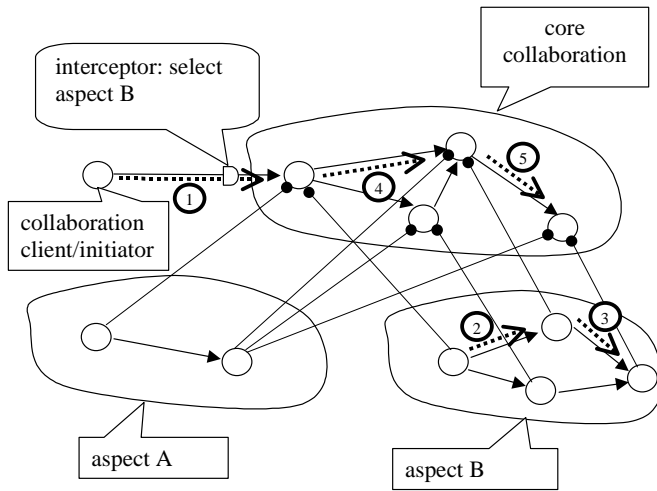 core
collaboration
interceptor: select
aspect B
5
4
1
collaboration
client/initiator
2
3
aspect A
aspect B